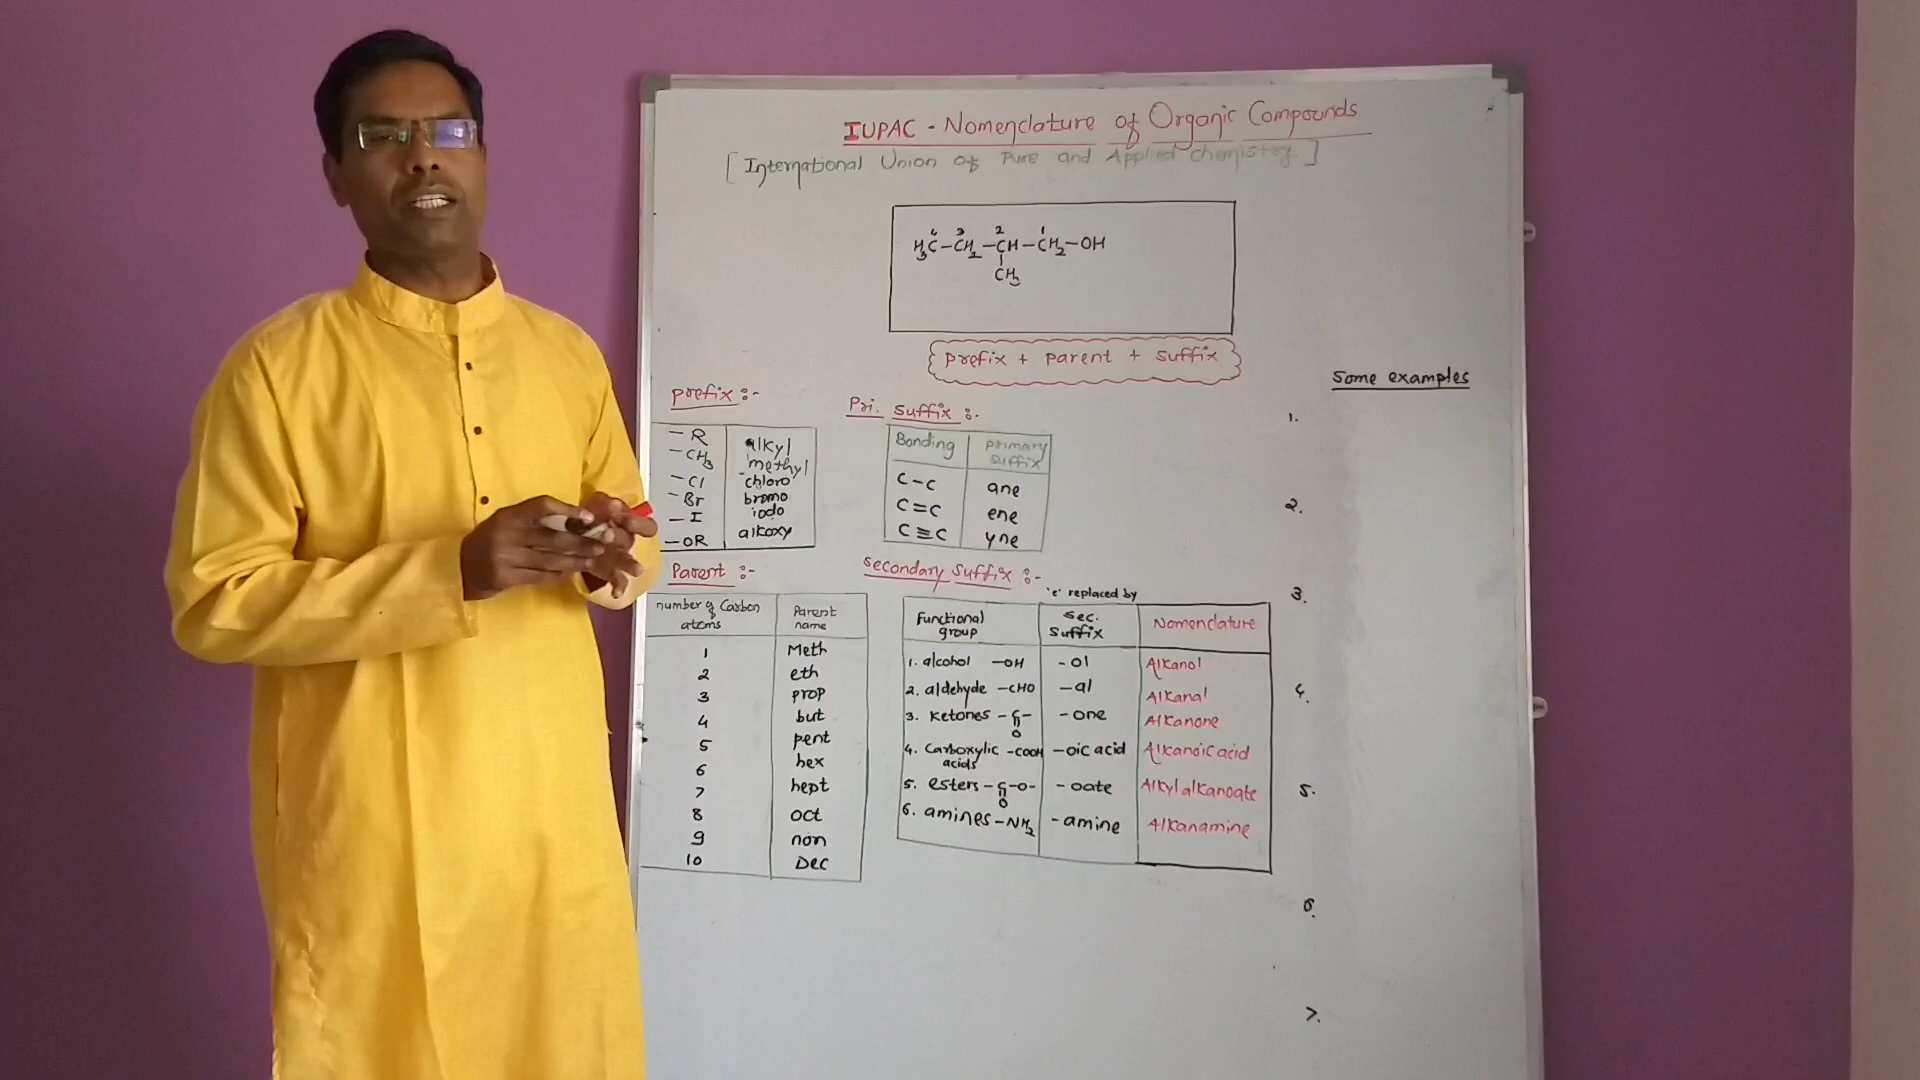 IUPAC - Nomenclature of Organic Compounds
[International Union of Pure and Applied Chemistry]
4 3 2 1
H3C-CH2-CH-CH2-OH
CH3
prefix + parent + suffix
prefix :-
-R alkyl
-CH3 methyl
-Cl chloro
-Br bromo
-I iodo
-OR alkoxy
Pri. suffix :-
Bonding primary suffix
C-C ane
C=C ene
C≡C yne
Parent :-
number of Carbon atoms Parent name
1 Meth
2 eth
3 prop
4 but
5 pent
6 hex
7 hept
8 oct
9 non
10 Dec
Secondary Suffix :-
'e' replaced by
Functional group Sec. Suffix Nomenclature
1. alcohol -OH -ol Alkanol
2. aldehyde -CHO -al Alkanal
3. Ketones -C- -one Alkanone
O
4. Carboxylic acids -COOH -oic acid Alkanoic acid
5. esters -C-O- -oate Alkyl alkanoate
O
6. amines -NH2 -amine Alkanamine
Some examples
1.
2.
3.
4.
5.
6.
7.